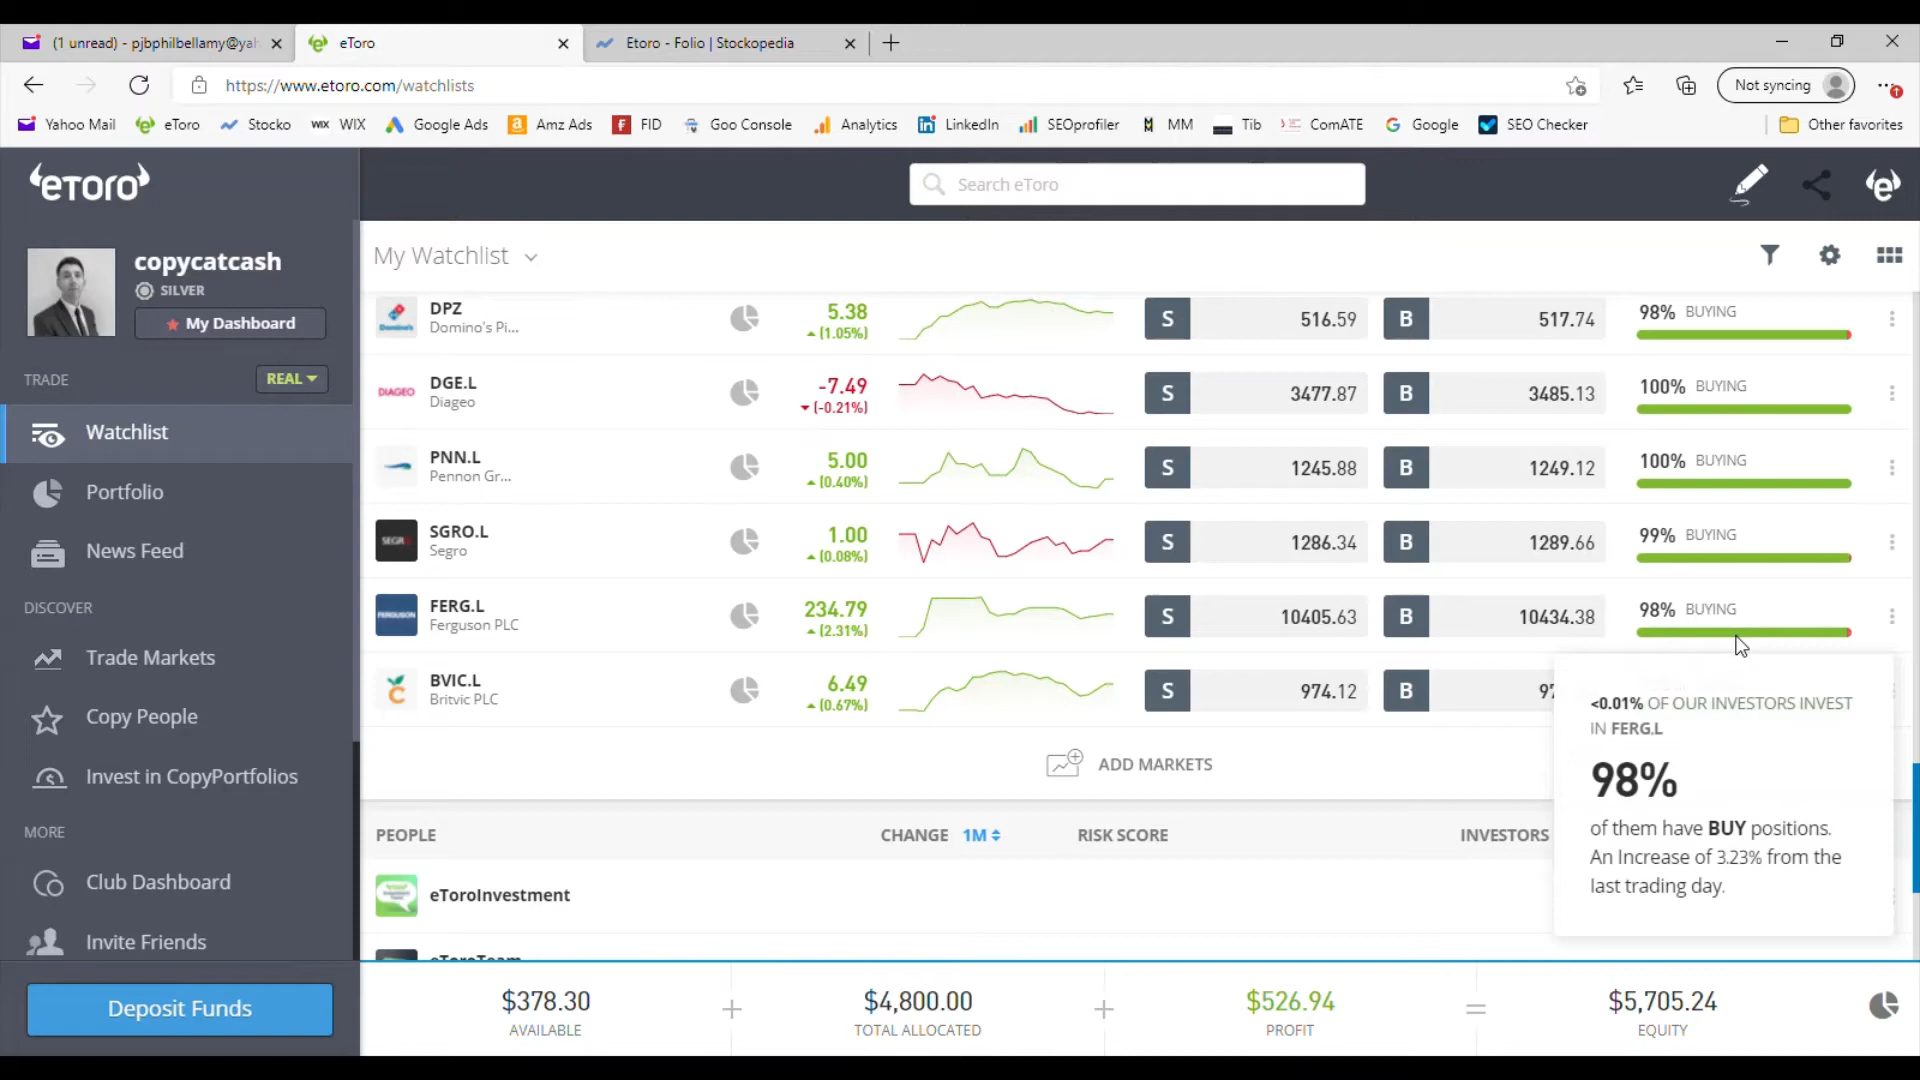 (1 unread) - pjbphilbellamy@yah
eToro
Etoro - Folio | Stockopedia
https://www.etoro.com/watchlists
Not syncing
Yahoo Mail
eToro
Stocko
WIX WIX
Google Ads
Amz Ads
FID
Goo Console
Analytics
LinkedIn
SEOprofiler
MM
Tib
ComATE
Google
SEO Checker
Other favorites
eToro
Search eToro
copycatcash
SILVER
My Dashboard
TRADE
REAL
Watchlist
Portfolio
News Feed
DISCOVER
Trade Markets
Copy People
Invest in CopyPortfolios
MORE
Club Dashboard
Invite Friends
Deposit Funds
My Watchlist
DPZ 5.38 S 516.59 B 517.74 98% BUYING
Domino's Pi... (1.05%)
DIAGEO DGE.L -7.49 S 3477.87 B 3485.13 100% BUYING
Diageo (-0.21%)
PNN.L 5.00 S 1245.88 B 1249.12 100% BUYING
Pennon Gr... (0.40%)
SEGRO SGRO.L 1.00 S 1286.34 B 1289.66 99% BUYING
Segro (0.08%)
FERGUSON FERG.L 234.79 S 10405.63 B 10434.38 98% BUYING
Ferguson PLC (2.31%)
BVIC.L 6.49 S 974.12 B 97
Britvic PLC (0.67%)
<0.01% OF OUR INVESTORS INVEST
IN FERG.L
98%
of them have BUY positions.
An Increase of 3.23% from the
last trading day.
ADD MARKETS
PEOPLE CHANGE 1M RISK SCORE INVESTORS
eToroInvestment
eToroTeam
$378.30 + $4,800.00 + $526.94 = $5,705.24
AVAILABLE TOTAL ALLOCATED PROFIT EQUITY